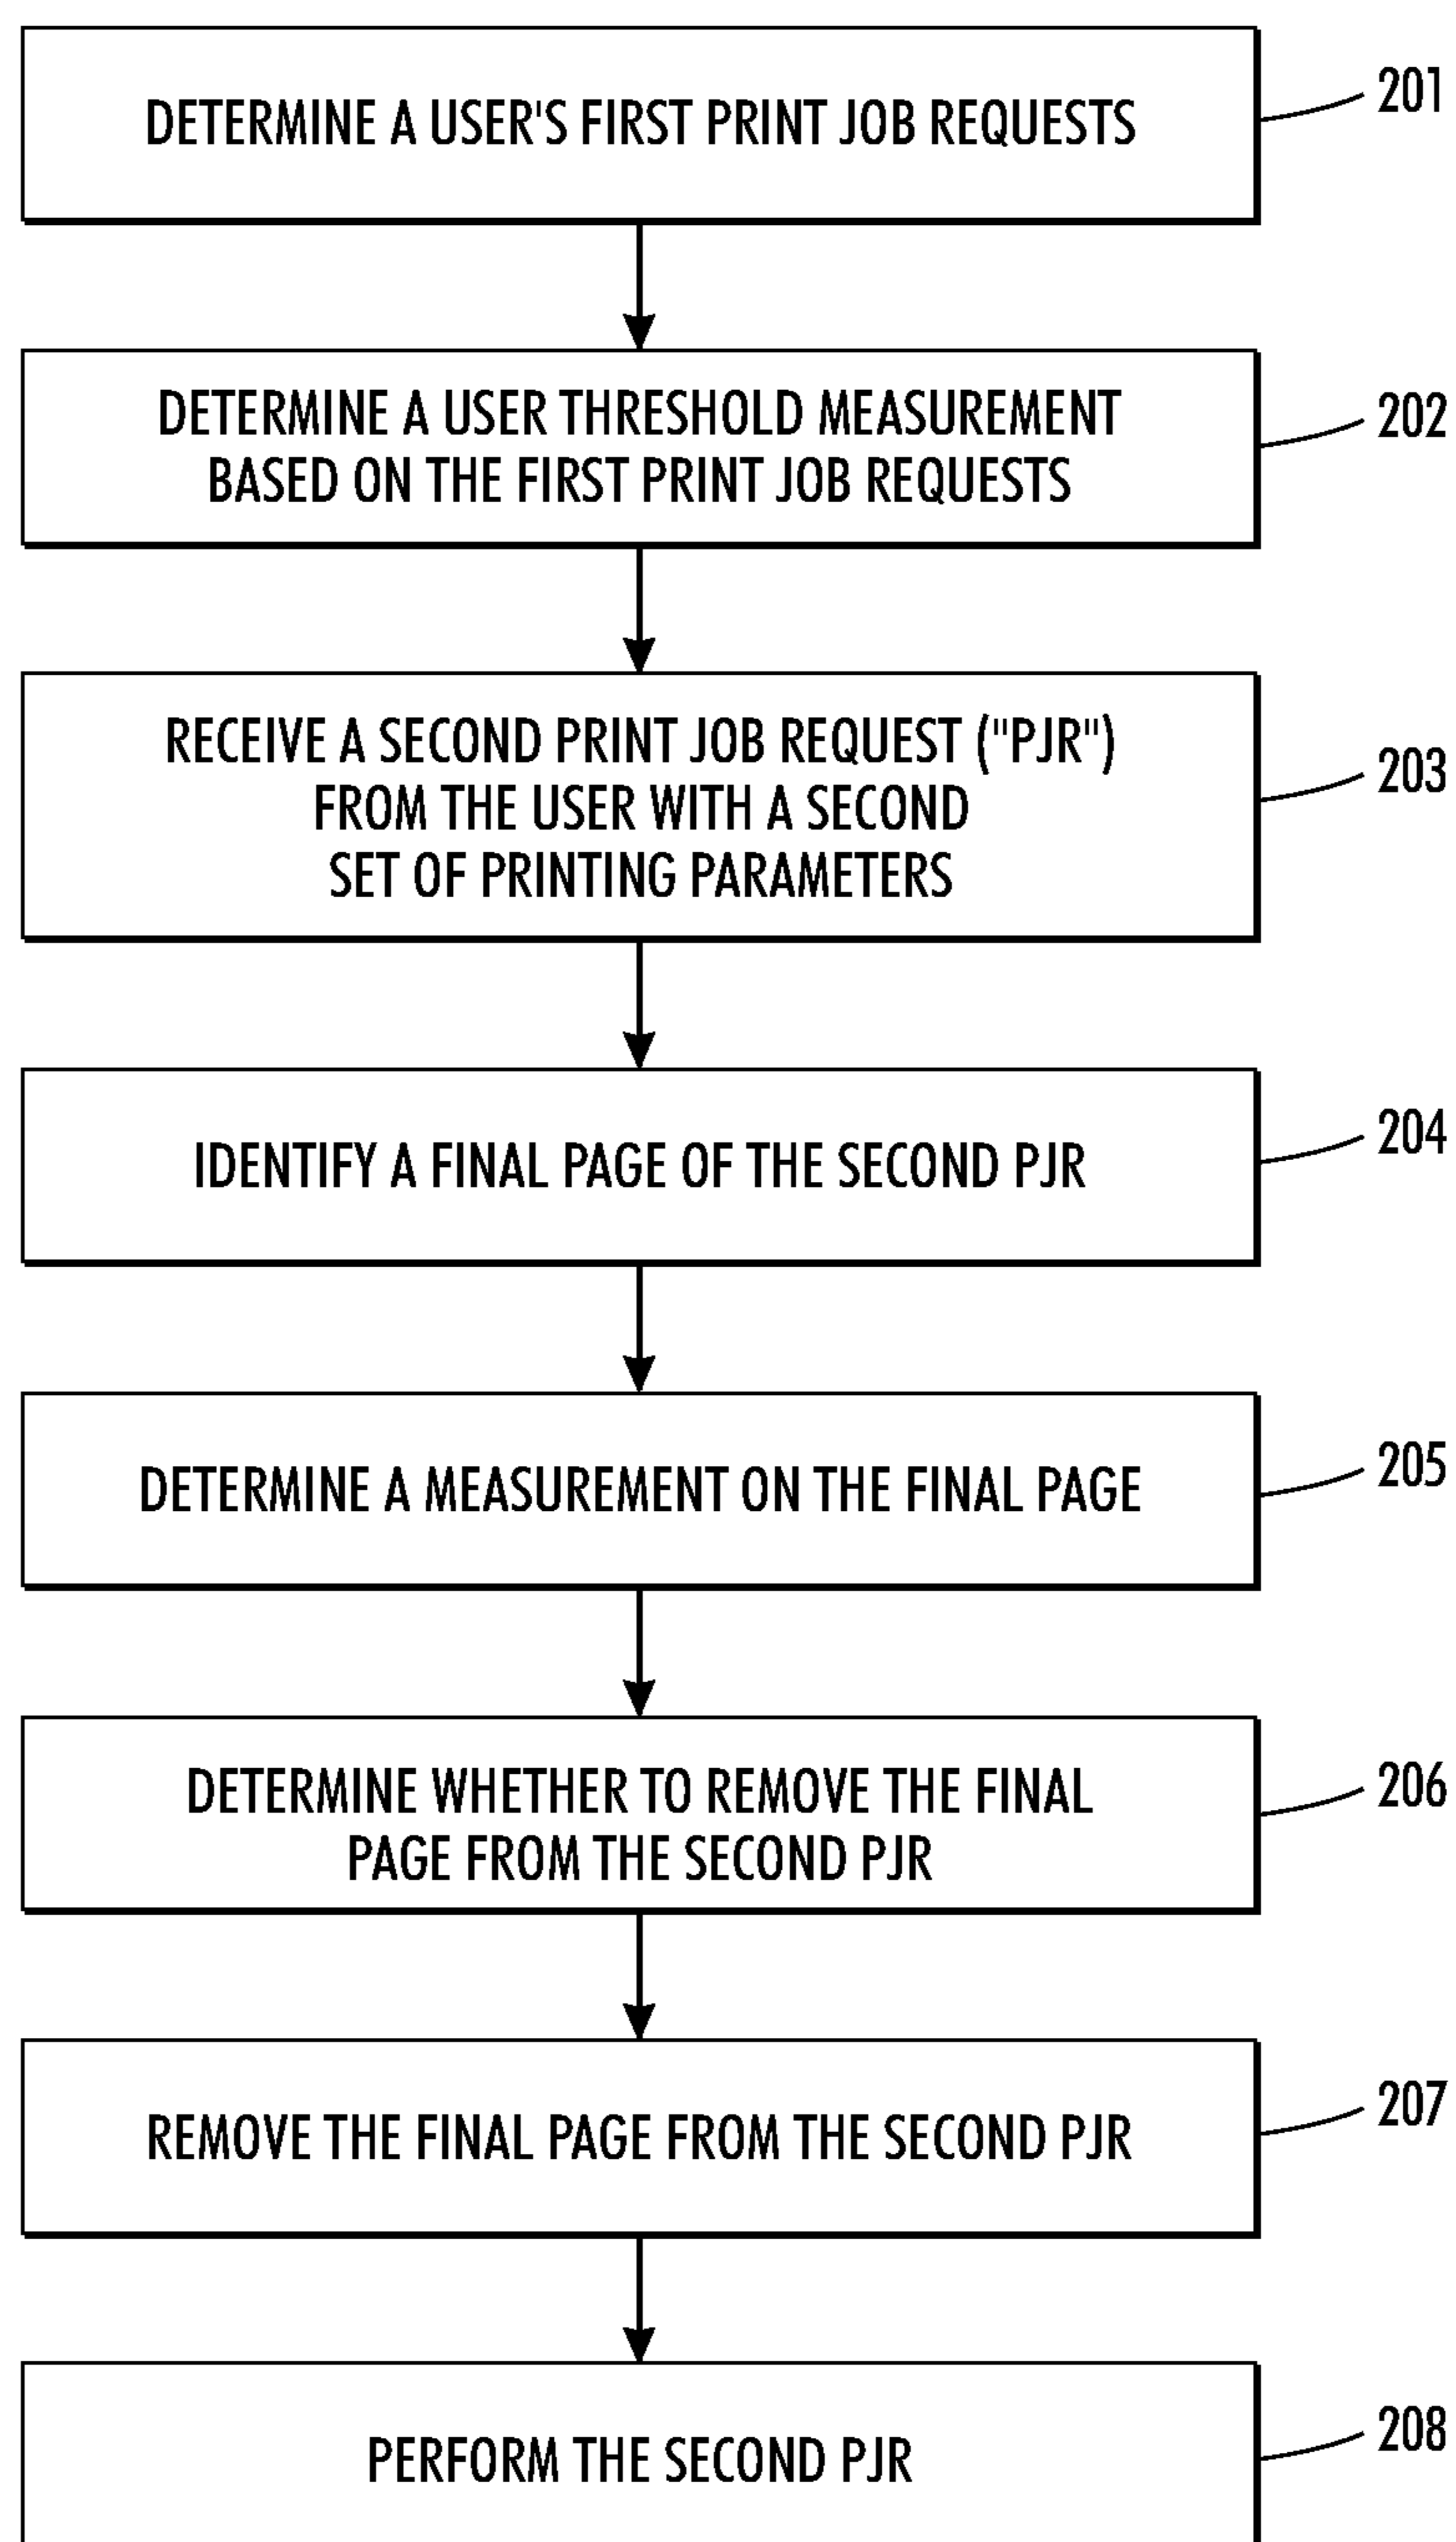 DETERMINE A USER'S FIRST PRINT JOB REQUESTS
201
DETERMINE A USER THRESHOLD MEASUREMENT
BASED ON THE FIRST PRINT JOB REQUESTS
202
RECEIVE A SECOND PRINT JOB REQUEST ("PJR")
FROM THE USER WITH A SECOND
SET OF PRINTING PARAMETERS
203
IDENTIFY A FINAL PAGE OF THE SECOND PJR
204
DETERMINE A MEASUREMENT ON THE FINAL PAGE
205
DETERMINE WHETHER TO REMOVE THE FINAL
PAGE FROM THE SECOND PJR
206
REMOVE THE FINAL PAGE FROM THE SECOND PJR
207
PERFORM THE SECOND PJR
208